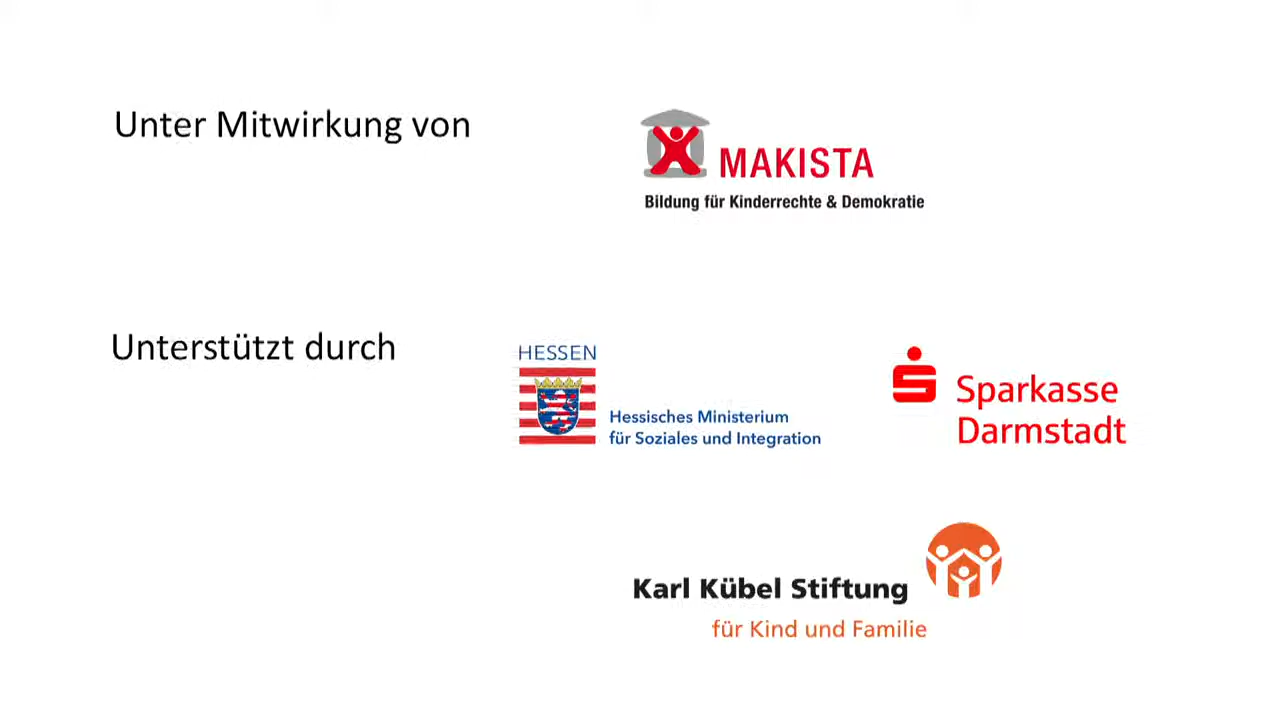 Unter Mitwirkung von
MAKISTA
Bildung für Kinderrechte & Demokratie
Unterstützt durch
HESSEN
Hessisches Ministerium
für Soziales und Integration
Sparkasse
Darmstadt
Karl Kübel Stiftung
für Kind und Familie